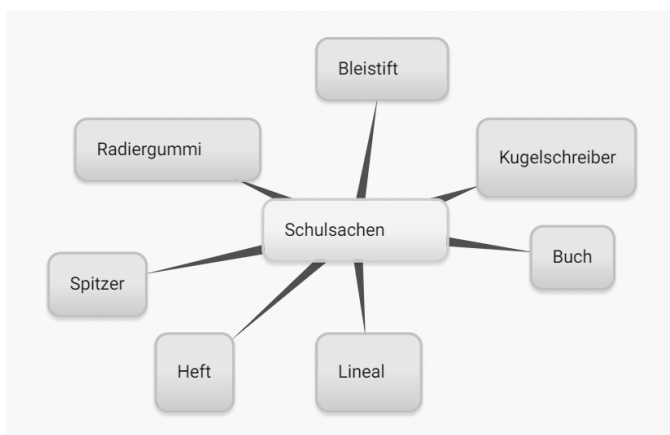 Bleistift
Radiergummi
Kugelschreiber
Schulsachen
Buch
Spitzer
Heft
Lineal